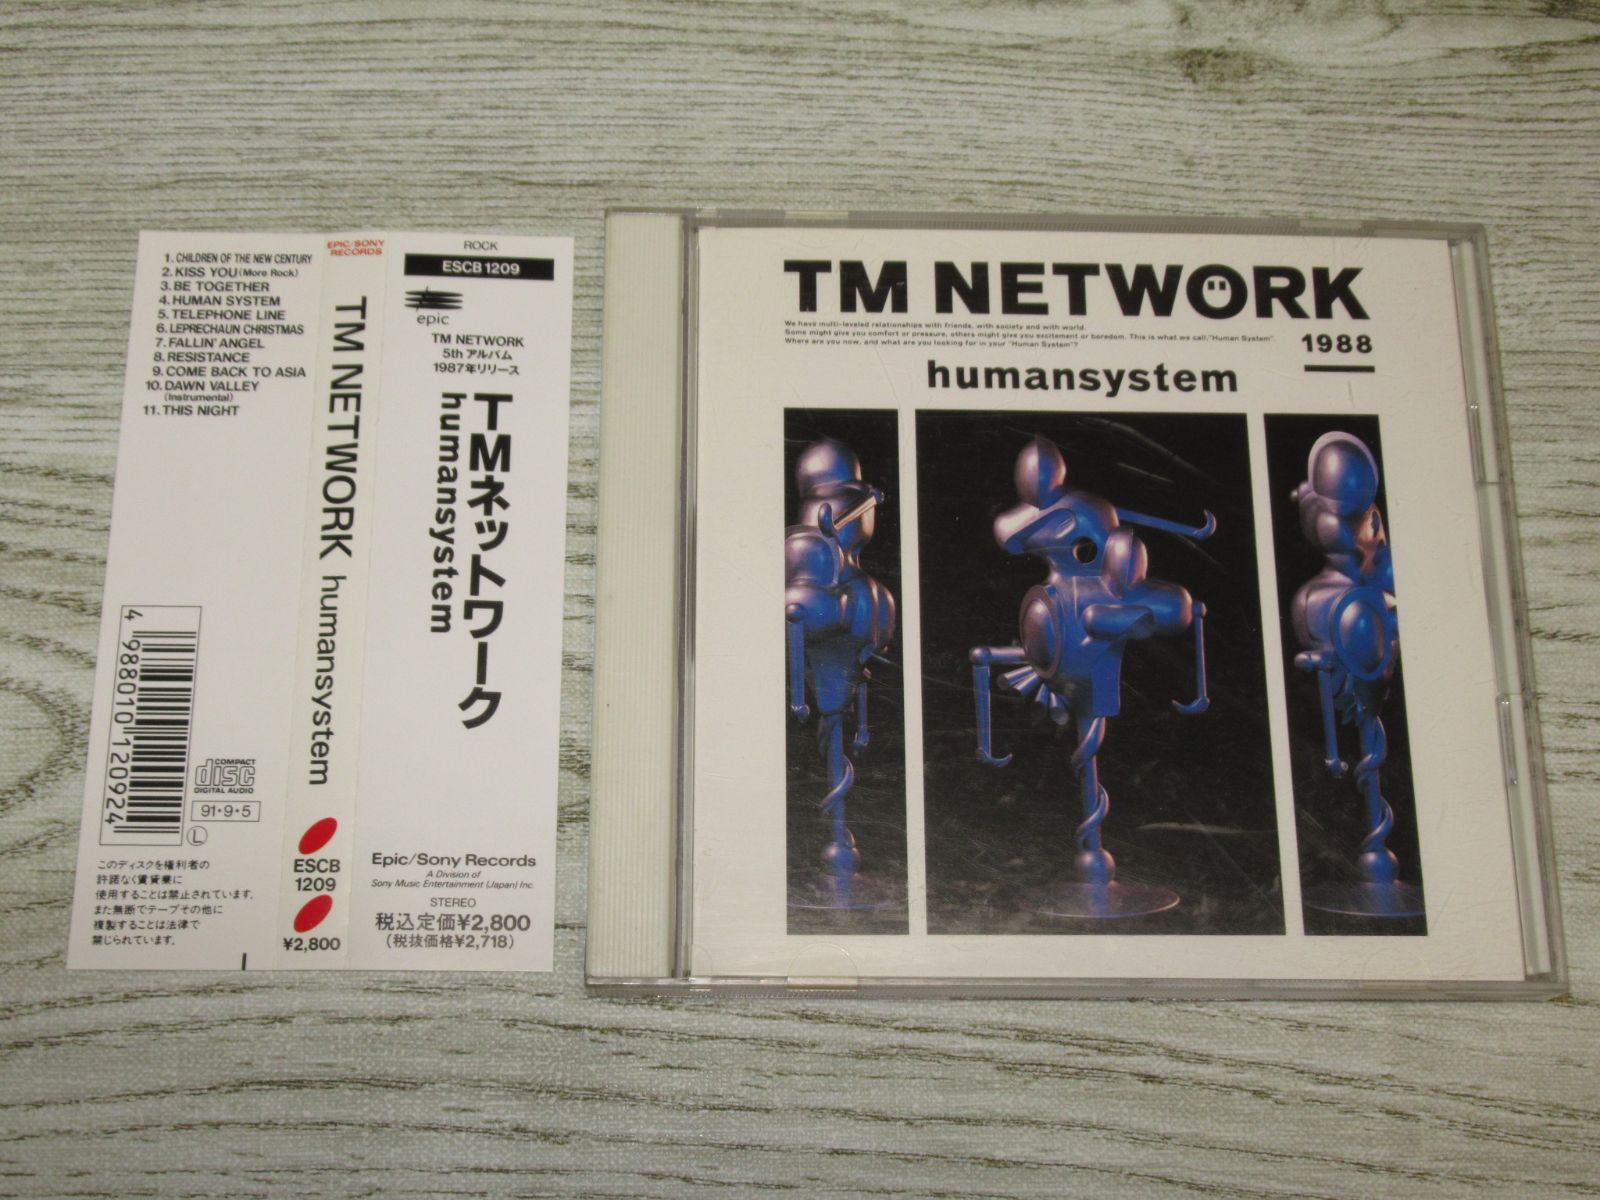 1. CHILDREN OF THE NEW CENTURY
2. KISS YOU (More Rock)
3. BE TOGETHER
4. HUMAN SYSTEM
5. TELEPHONE LINE
6. LEPRECHAUN CHRISTMAS
7. FALLIN' ANGEL
8. RESISTANCE
9. COME BACK TO ASIA
10. DAWN VALLEY
(Instrumental)
11. THIS NIGHT
4 988010 120924
COMPACT
disc
DIGITAL AUDIO
91・9・5
L
このディスクを権利者の
許諾なく賃貸業に
使用することは禁止されています。
また無断でテープその他に
複製することは法律で
禁じられています。
EPIC/SONY
RECORDS
TM NETWORK humansystem
ESCB
1209
¥2,800
ROCK
ESCB 1209
epic
TM NETWORK
5th アルバム
1987年リリース
TMネットワーク
humansystem
Epic/Sony Records
A Division of
Sony Music Entertainment (Japan) Inc.
STEREO
税込定価¥2,800
(税抜価格¥2,718)
TM NETWÖRK
We have multi-leveled relationships with friends, with society and with world.
Some might give you comfort or pressure, others might give you excitement or boredom. This is what we call, "Human System".
Where are you now, and what are you looking for in your "Human System"?
1988
humansystem